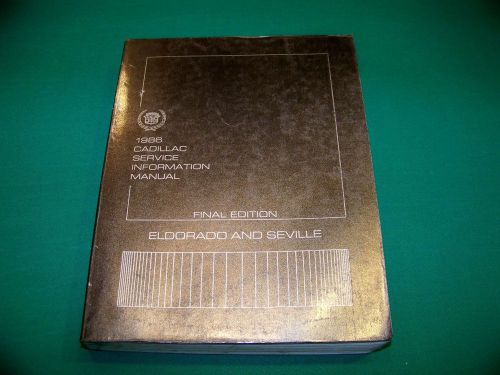 1986
CADILLAC
SERVICE
INFORMATION
MANUAL
FINAL EDITION
ELDORADO AND SEVILLE